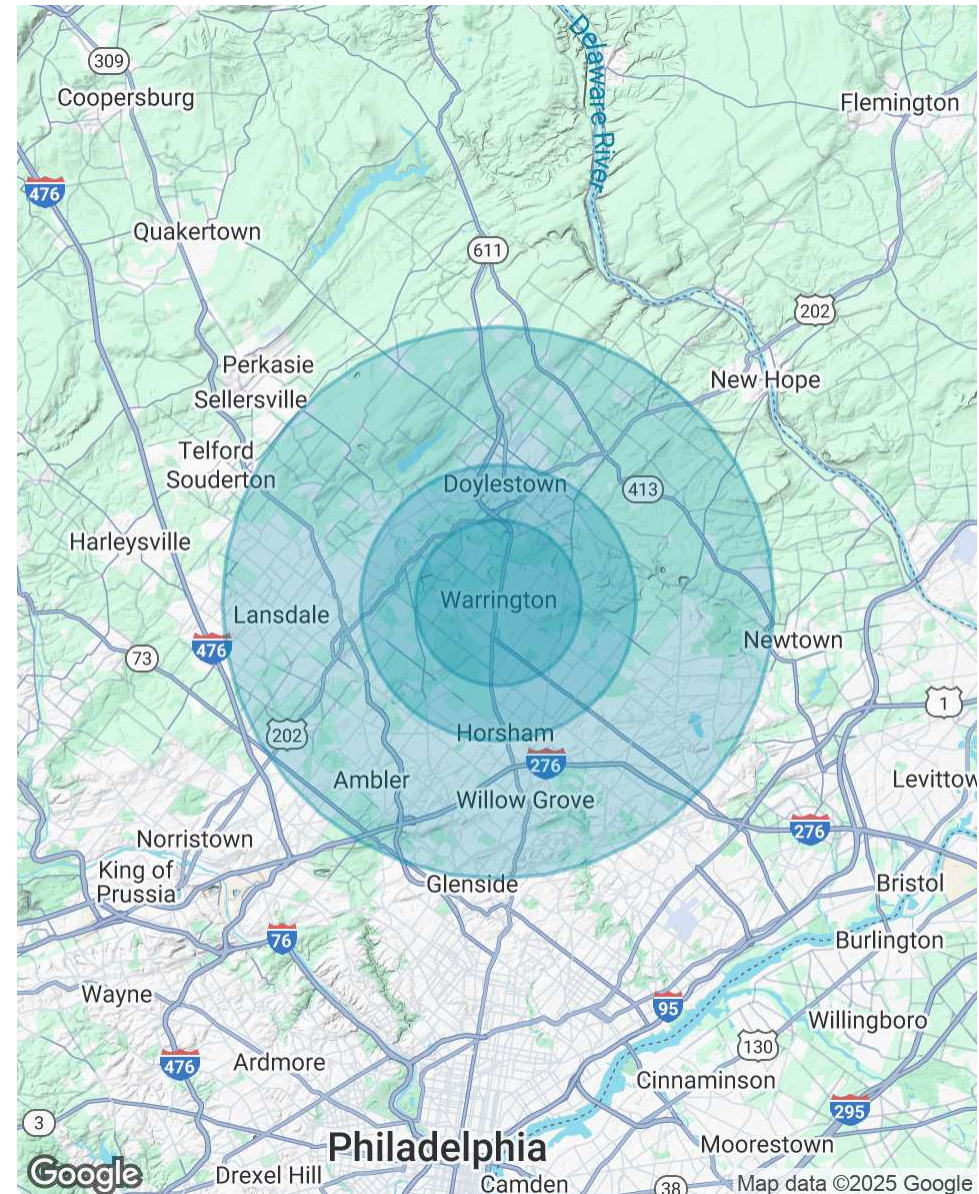 Delaware River
309
Coopersburg
Flemington
476
Quakertown
611
202
Perkasie
New Hope
Sellersville
Telford
Souderton
Doylestown
413
Harleysville
Warrington
Lansdale
Newtown
476
73
1
202
Horsham
276
Ambler
Levittow
Willow Grove
276
Norristown
King of
Prussia
Glenside
Bristol
76
Burlington
Wayne
95
Willingboro
130
476
Ardmore
Cinnaminson
295
3
Philadelphia
Moorestown
Google
Drexel Hill
Camden
38
Map data ©2025 Google